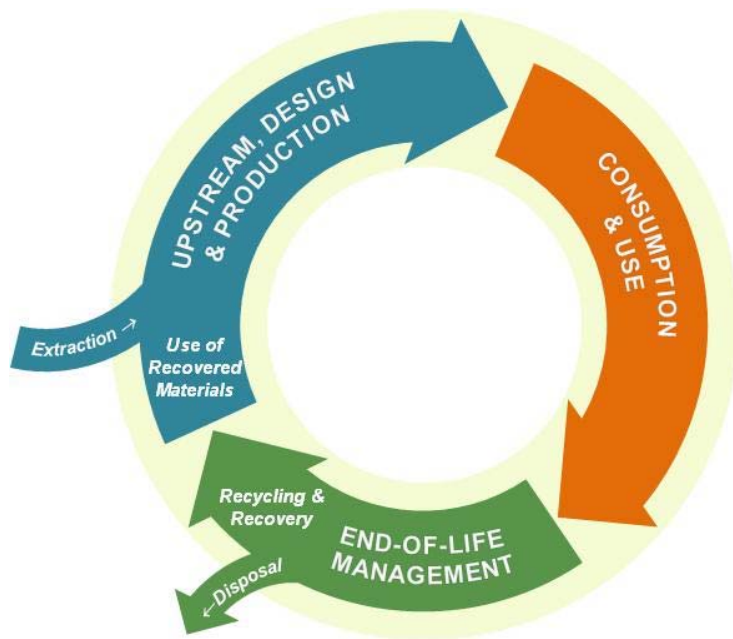 UPSTREAM, DESIGN
& PRODUCTION
CONSUMPTION
& USE
Extraction →
Use of
Recovered
Materials
Recycling &
Recovery
END-OF-LIFE
MANAGEMENT
←Disposal